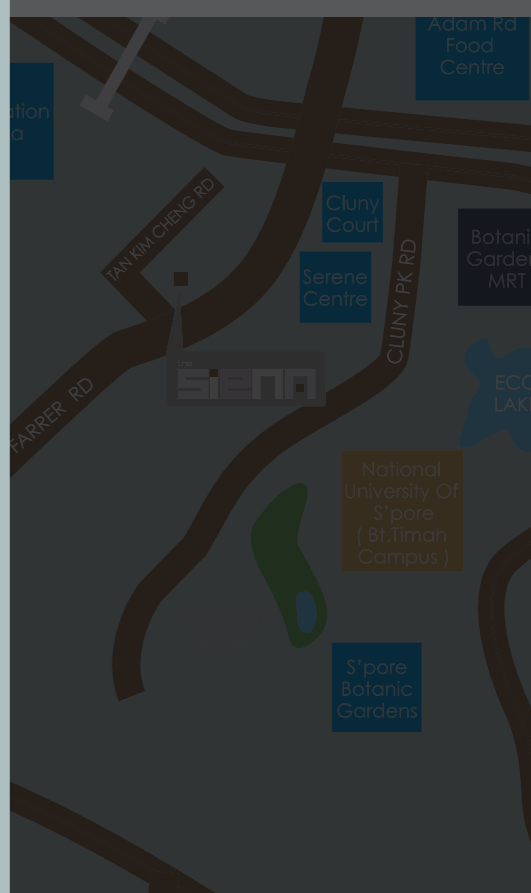 Adam Rd
Food
Centre
ation
a
TAN KIM CHENG RD
Cluny
Court
CLUNY PK RD
Botani
Garden
MRT
Serene
Centre
siena
FARRER RD
ECO
LAKE
National
University Of
S'pore
( Bt.Timah
Campus )
S'pore
Botanic
Gardens